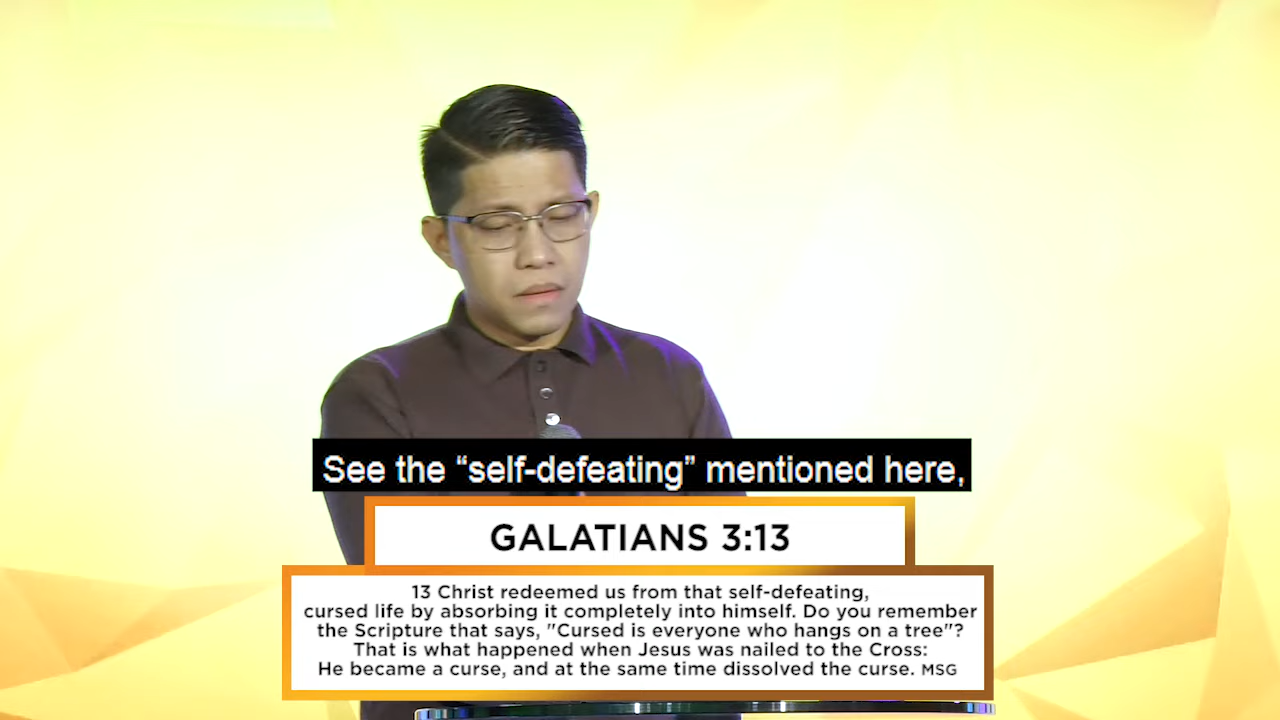 See the “self-defeating” mentioned here,
GALATIANS 3:13
13 Christ redeemed us from that self-defeating,
cursed life by absorbing it completely into himself. Do you remember
the Scripture that says, "Cursed is everyone who hangs on a tree"?
That is what happened when Jesus was nailed to the Cross:
He became a curse, and at the same time dissolved the curse. MSG